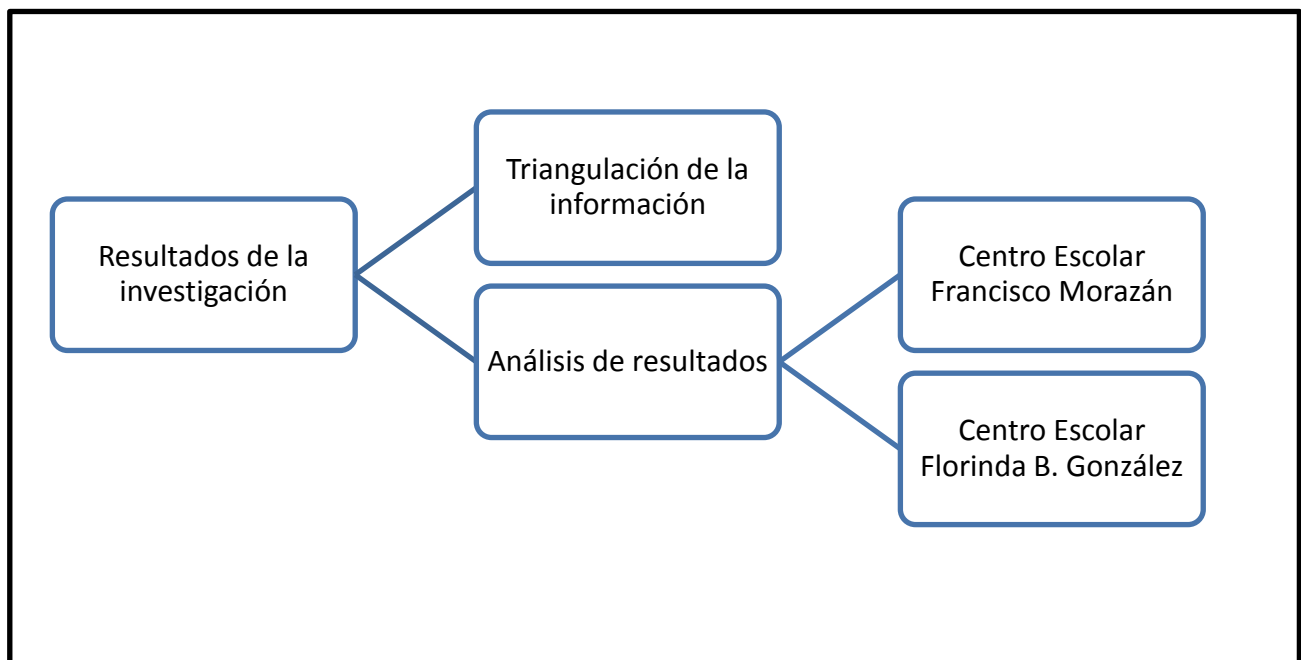 Resultados de la
investigación
Triangulación de la
información
Análisis de resultados
Centro Escolar
Francisco Morazán
Centro Escolar
Florinda B. González